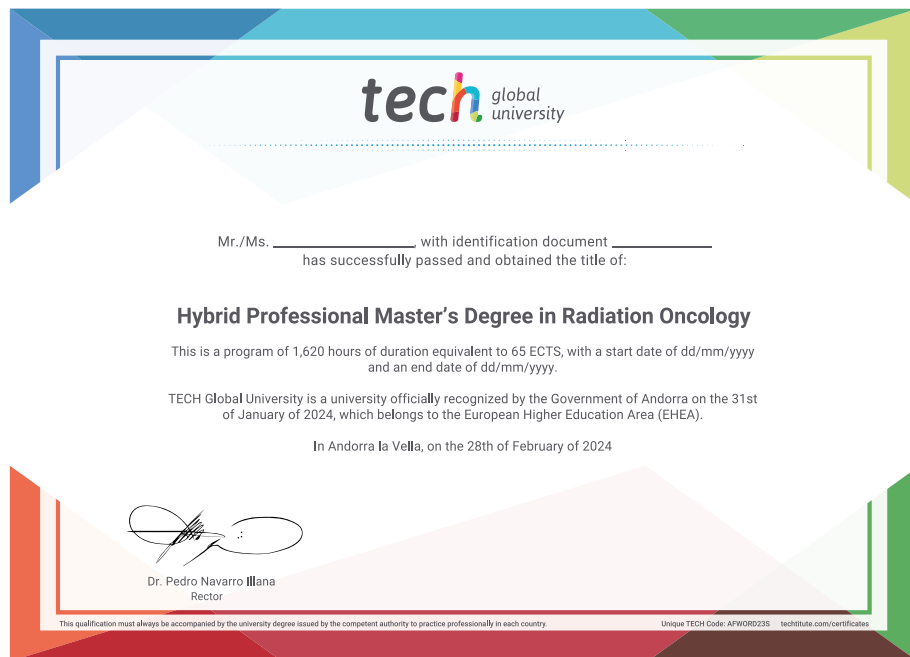 tech global
university
Mr./Ms. ____________, with identification document ____________
has successfully passed and obtained the title of:
Hybrid Professional Master's Degree in Radiation Oncology
This is a program of 1,620 hours of duration equivalent to 65 ECTS, with a start date of dd/mm/yyyy
and an end date of dd/mm/yyyy.
TECH Global University is a university officially recognized by the Government of Andorra on the 31st
of January of 2024, which belongs to the European Higher Education Area (EHEA).
In Andorra la Vella, on the 28th of February of 2024
Dr. Pedro Navarro Illana
Rector
This qualification must always be accompanied by the university degree issued by the competent authority to practice professionally in each country.
Unique TECH Code: AFWORD23S techtitute.com/certificates